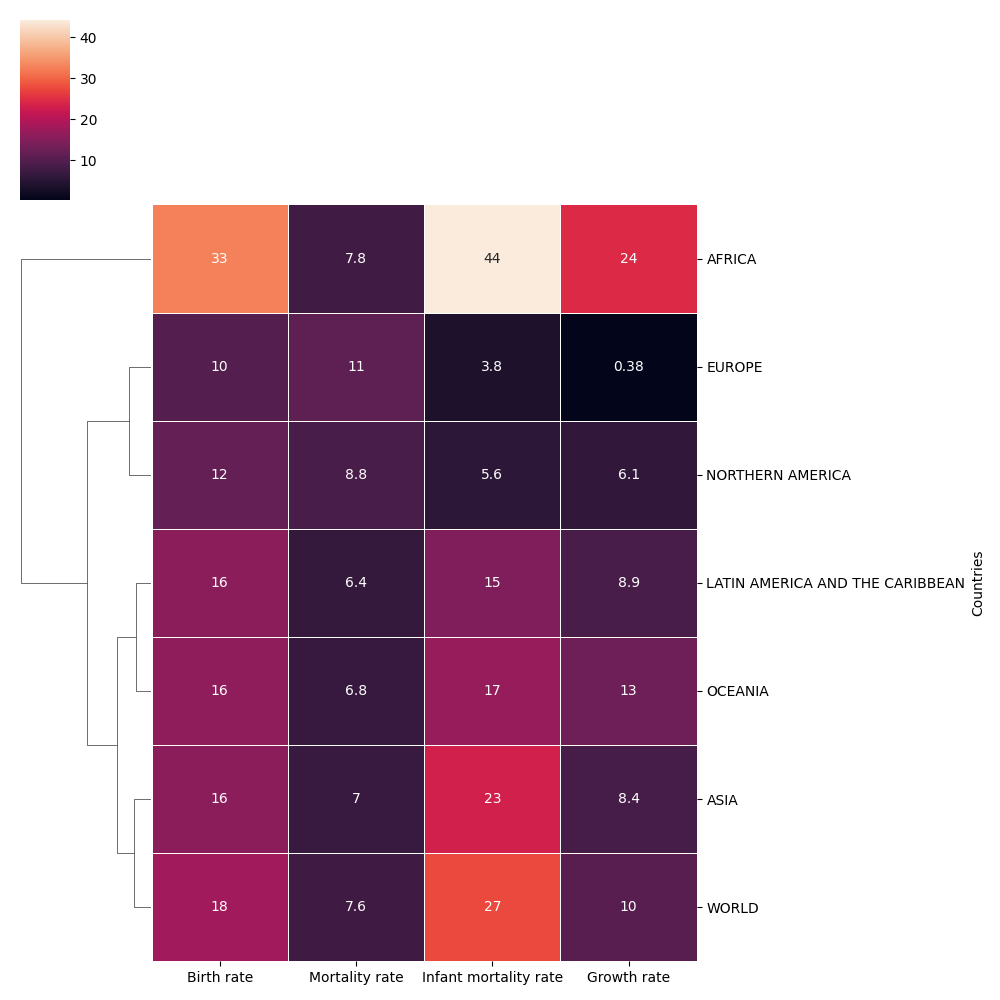 40
30
20
10
33 7.8 44 24 AFRICA
10 11 3.8 0.38 EUROPE
12 8.8 5.6 6.1 NORTHERN AMERICA
16 6.4 15 8.9 LATIN AMERICA AND THE CARIBBEAN
Countries
16 6.8 17 13 OCEANIA
16 7 23 8.4 ASIA
18 7.6 27 10 WORLD
Birth rate Mortality rate Infant mortality rate Growth rate